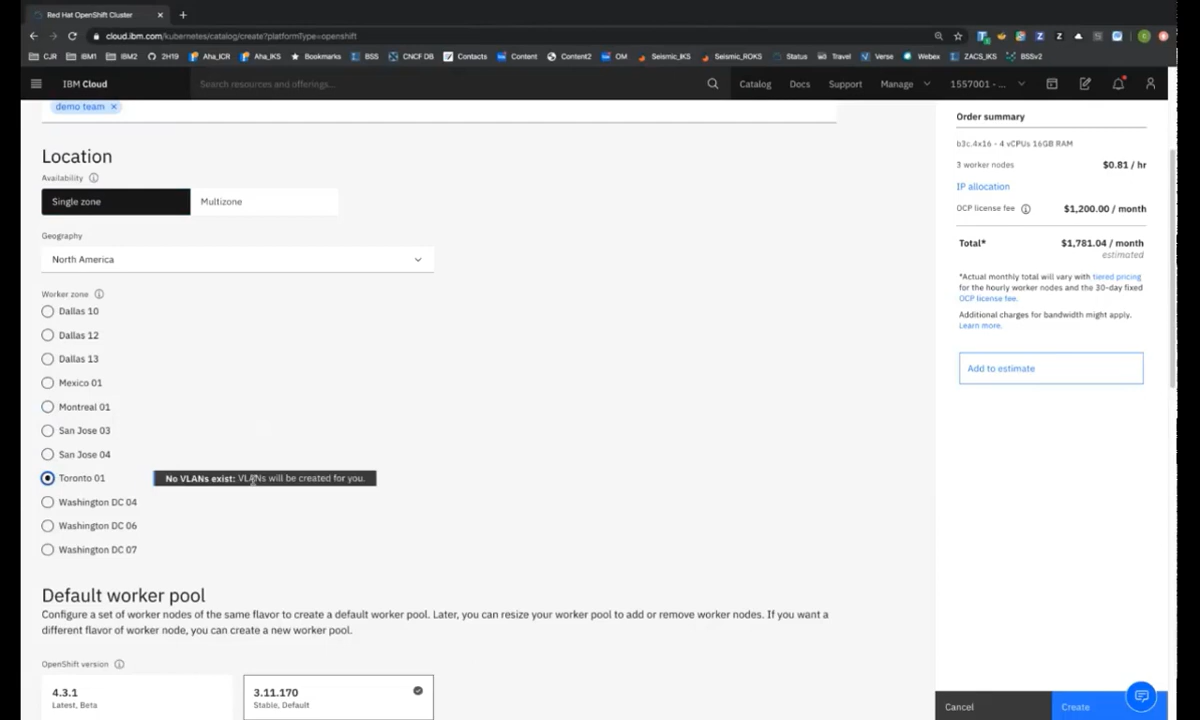 Red Hat OpenShift Cluster × +
cloud.ibm.com/kubernetes/catalog/create?platformType=openshift
CJR IBM1 IBM2 2H19 Aha_ICR Aha_IKS Bookmarks BSS CNCF DB Contacts Content Content2 OM Seismic_IKS Seismic_ROKS Status Travel Verse Webex ZACS_IKS BSSv2
IBM Cloud Search resources and offerings... Catalog Docs Support Manage 1557001 - ...
demo team ×
Location
Availability
Single zone Multizone
Geography
North America
Worker zone
Dallas 10
Dallas 12
Dallas 13
Mexico 01
Montreal 01
San Jose 03
San Jose 04
Toronto 01 No VLANs exist: VLANs will be created for you.
Washington DC 04
Washington DC 06
Washington DC 07
Default worker pool
Configure a set of worker nodes of the same flavor to create a default worker pool. Later, you can resize your worker pool to add or remove worker nodes. If you want a
different flavor of worker node, you can create a new worker pool.
OpenShift version
4.3.1 3.11.170
Latest, Beta Stable, Default
Order summary
b3c.4x16 - 4 vCPUs 16GB RAM
3 worker nodes $0.81 / hr
IP allocation
OCP license fee $1,200.00 / month
Total* $1,781.04 / month
estimated
*Actual monthly total will vary with tiered pricing
for the hourly worker nodes and the 30-day fixed
OCP license fee.
Additional charges for bandwidth might apply.
Learn more.
Add to estimate
Cancel Create